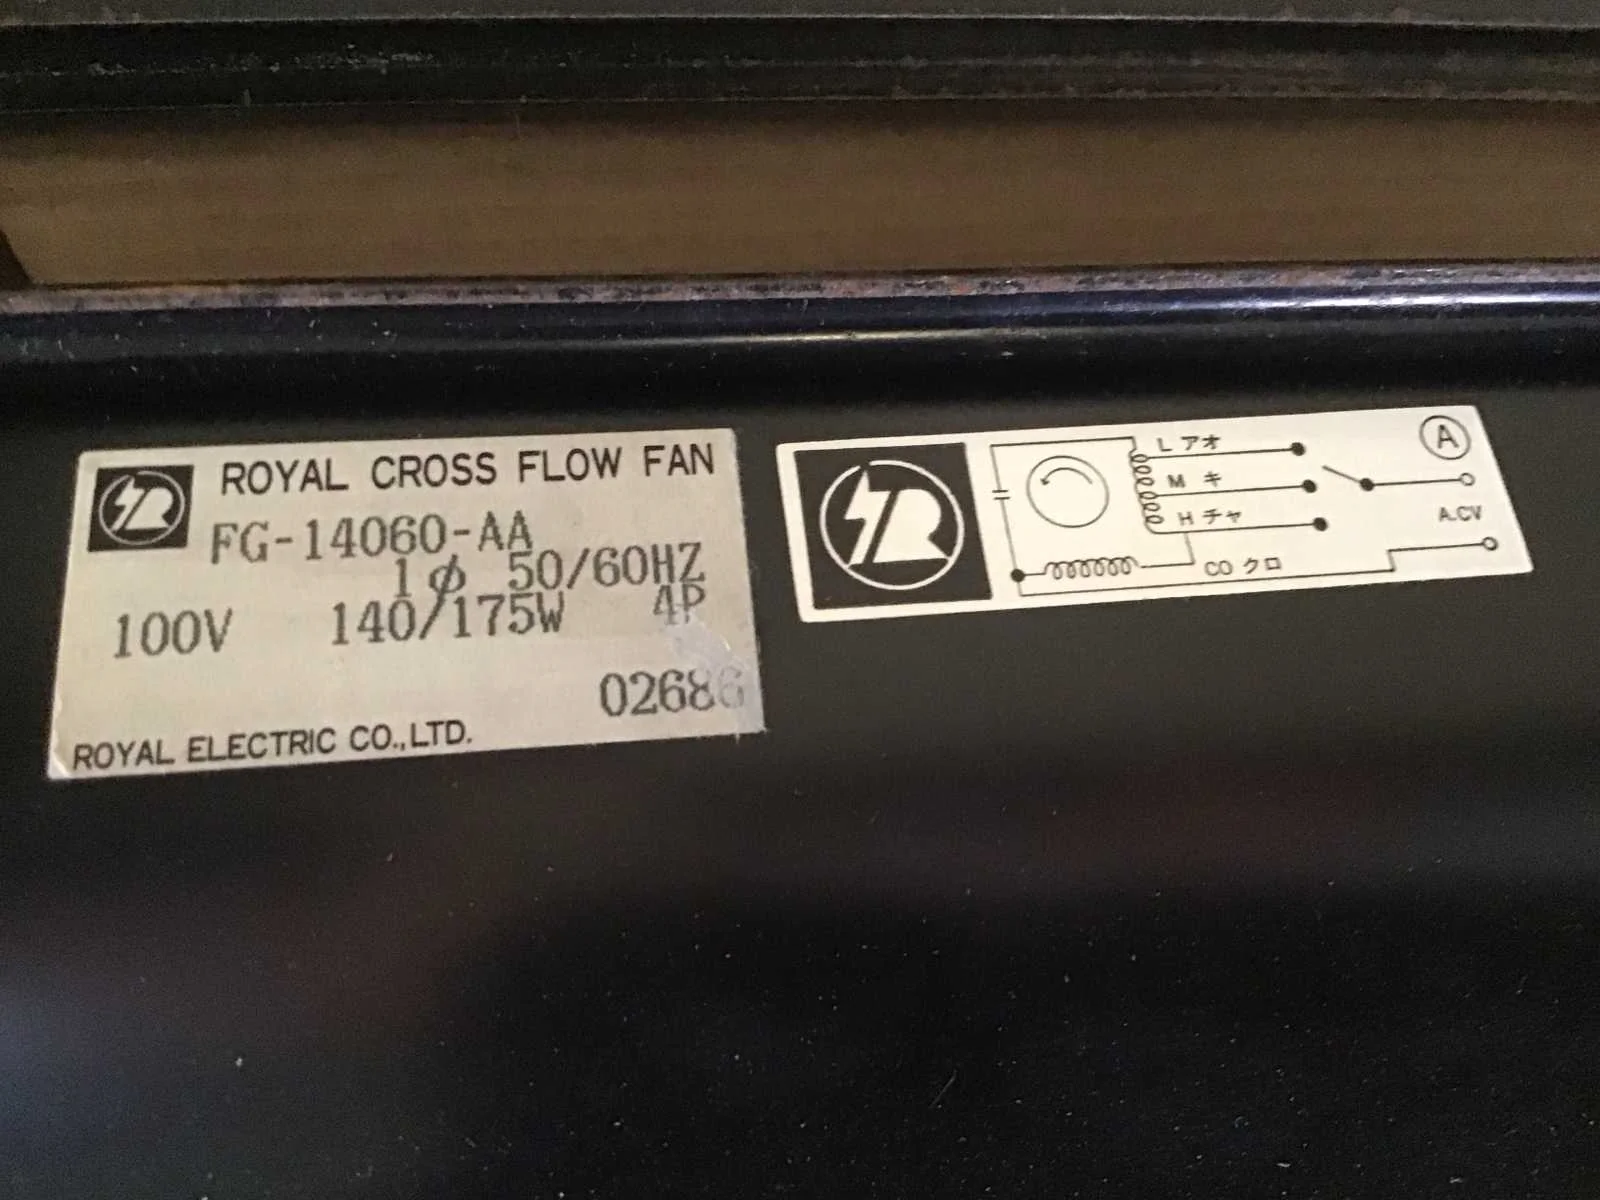 ROYAL CROSS FLOW FAN
FG-14060-AA
1φ 50/60HZ
100V 140/175W 4P
02686
ROYAL ELECTRIC CO.,LTD.
A
L アオ
M キ
H チャ
A.CV
CO クロ